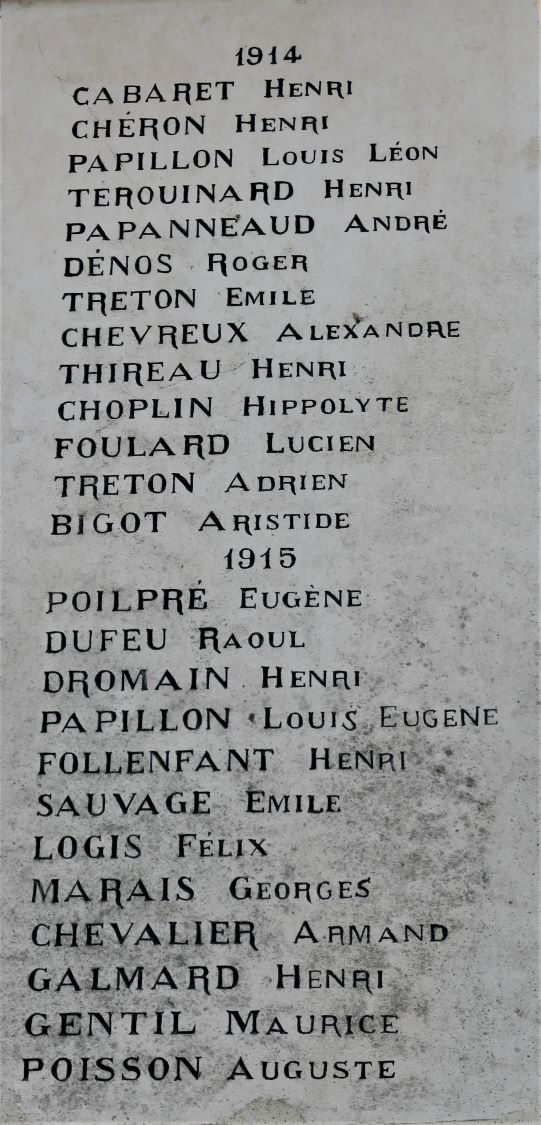 1914
CABARET HENRI
CHÉRON HENRI
PAPILLON LOUIS LÉON
TEROUINARD HENRI
PAPANNEAUD ANDRÉ
DÉNOS ROGER
TRETON EMILE
CHEVREUX ALEXANDRE
THIREAU HENRI
CHOPLIN HIPPOLYTE
FOULARD LUCIEN
TRETON ADRIEN
BIGOT ARISTIDE
1915
POILPRÉ EUGÈNE
DUFEU RAOUL
DROMAIN HENRI
PAPILLON LOUIS EUGENE
FOLLENFANT HENRI
SAUVAGE EMILE
LOGIS FÉLIX
MARAIS GEORGES
CHEVALIER ARMAND
GALMARD HENRI
GENTIL MAURICE
POISSON AUGUSTE